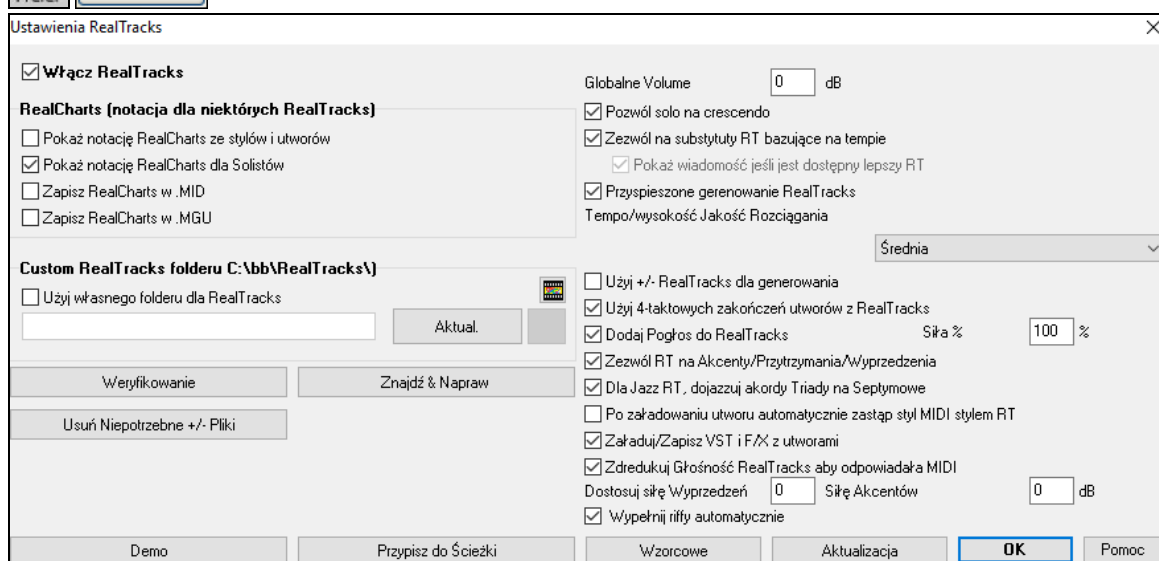 Ustawienia RealTracks
Włącz RealTracks
RealCharts (notacja dla niektórych RealTracks)
Pokaż notację RealCharts ze stylów i utworów
Pokaż notację RealCharts dla Solistów
Zapisz RealCharts w .MID
Zapisz RealCharts w .MGU
Custom RealTracks folderu C:\bb\RealTracks\)
Użyj własnego folderu dla RealTracks
Aktual.
Weryfikowanie
Znajdź & Napraw
Usuń Niepotrzebne +/- Pliki
Globalne Volume 0 dB
Pozwól solo na crescendo
Zezwól na substytuty RT bazujące na tempie
Pokaż wiadomość jeśli jest dostępny lepszy RT
Przyspieszone gerenowanie RealTracks
Tempo/wysokość Jakość Rozciągania
Średnia
Użyj +/- RealTracks dla generowania
Użyj 4-taktowych zakończeń utworów z RealTracks
Dodaj Pogłos do RealTracks Siła % 100 %
Zezwól RT na Akcenty/Przytrzymania/Wyprzedzenia
Dla Jazz RT, dojazzuj akordy Triady na Septymowe
Po załadowaniu utworu automatycznie zastąp styl MIDI stylem RT
Załaduj/Zapisz VST i F/X z utworami
Zdredukuj Głośność RealTracks aby odpowiadała MIDI
Dostosuj siłę Wyprzedzeń 0 Siłę Akcentów 0 dB
Wypełnij riffy automatycznie
Demo
Przypisz do Ścieżki
Wzorcowe
Aktualizacja
OK
Pomoc